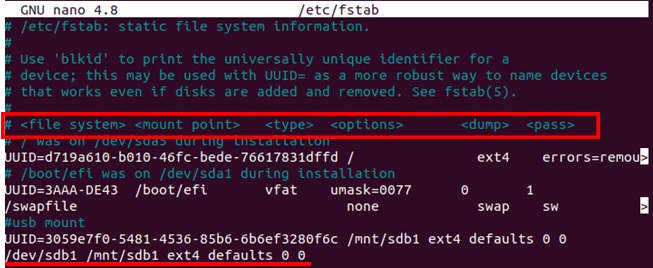 GNU nano 4.8 /etc/fstab
# /etc/fstab: static file system information.
#
# Use 'blkid' to print the universally unique identifier for a
# device; this may be used with UUID= as a more robust way to name devices
# that works even if disks are added and removed. See fstab(5).
#
# <file system> <mount point> <type> <options> <dump> <pass>
# / was on /dev/sda5 during installation
UUID=d719a610-b010-46fc-bede-76617831dffd / ext4 errors=remou>
# /boot/efi was on /dev/sda1 during installation
UUID=3AAA-DE43 /boot/efi vfat umask=0077 0 1
/swapfile none swap sw >
#usb mount
UUID=3059e7f0-5481-4536-85b6-6b6ef3280f6c /mnt/sdb1 ext4 defaults 0 0
/dev/sdb1 /mnt/sdb1 ext4 defaults 0 0